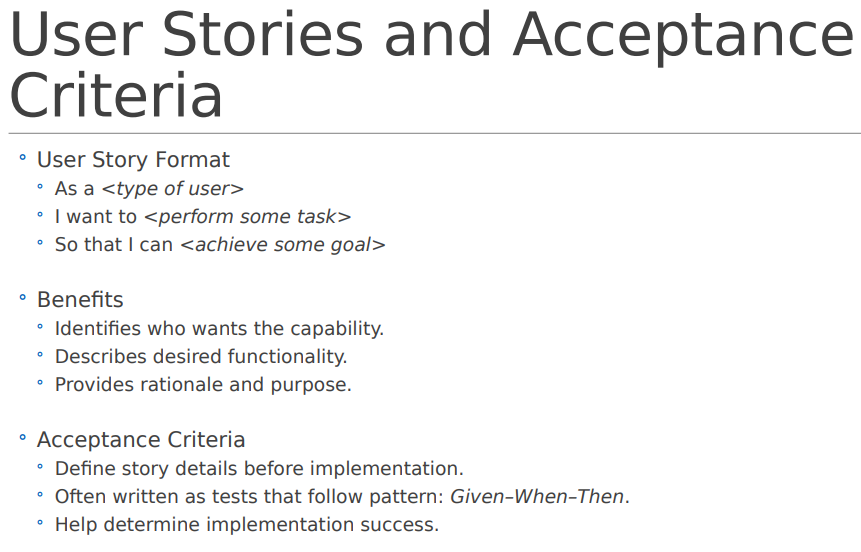 User Stories and Acceptance
Criteria
° User Story Format
° As a <type of user>
° I want to <perform some task>
° So that I can <achieve some goal>
° Benefits
° Identifies who wants the capability.
° Describes desired functionality.
° Provides rationale and purpose.
° Acceptance Criteria
° Define story details before implementation.
° Often written as tests that follow pattern: Given–When–Then.
° Help determine implementation success.